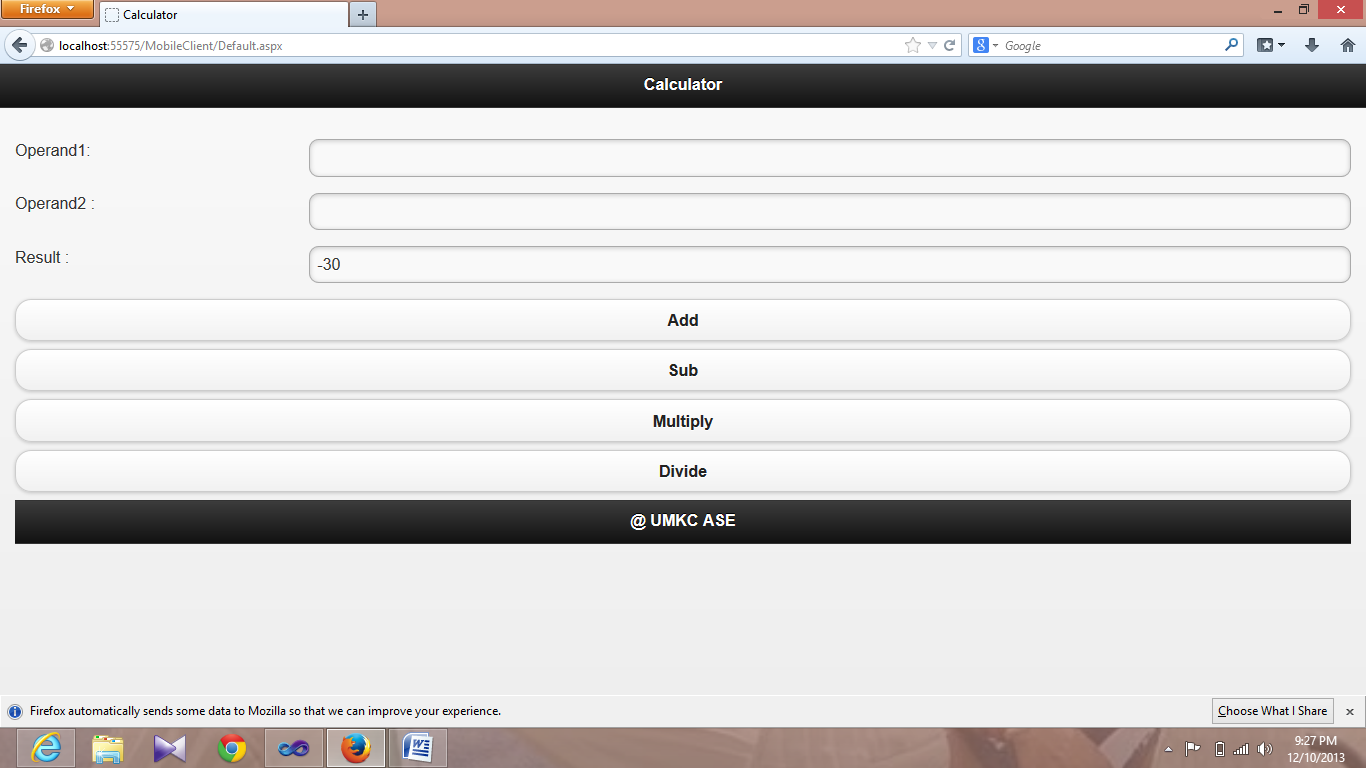 Firefox
Calculator
localhost:55575/MobileClient/Default.aspx
Google
Calculator
Operand1:
Operand2 :
Result :
-30
Add
Sub
Multiply
Divide
@ UMKC ASE
Firefox automatically sends some data to Mozilla so that we can improve your experience.
Choose What I Share
9:27 PM
12/10/2013